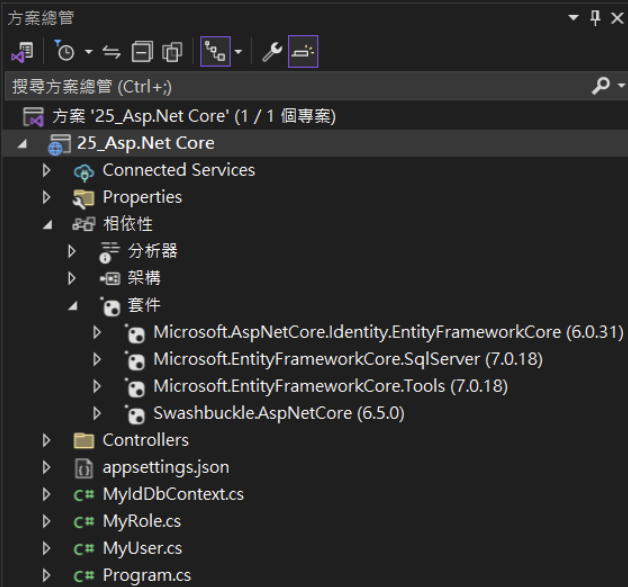 方案總管
搜尋方案總管 (Ctrl+;)
方案 '25_Asp.Net Core' (1 / 1 個專案)
25_Asp.Net Core
Connected Services
Properties
相依性
分析器
架構
套件
Microsoft.AspNetCore.Identity.EntityFrameworkCore (6.0.31)
Microsoft.EntityFrameworkCore.SqlServer (7.0.18)
Microsoft.EntityFrameworkCore.Tools (7.0.18)
Swashbuckle.AspNetCore (6.5.0)
Controllers
appsettings.json
C# MyIdDbContext.cs
C# MyRole.cs
C# MyUser.cs
C# Program.cs